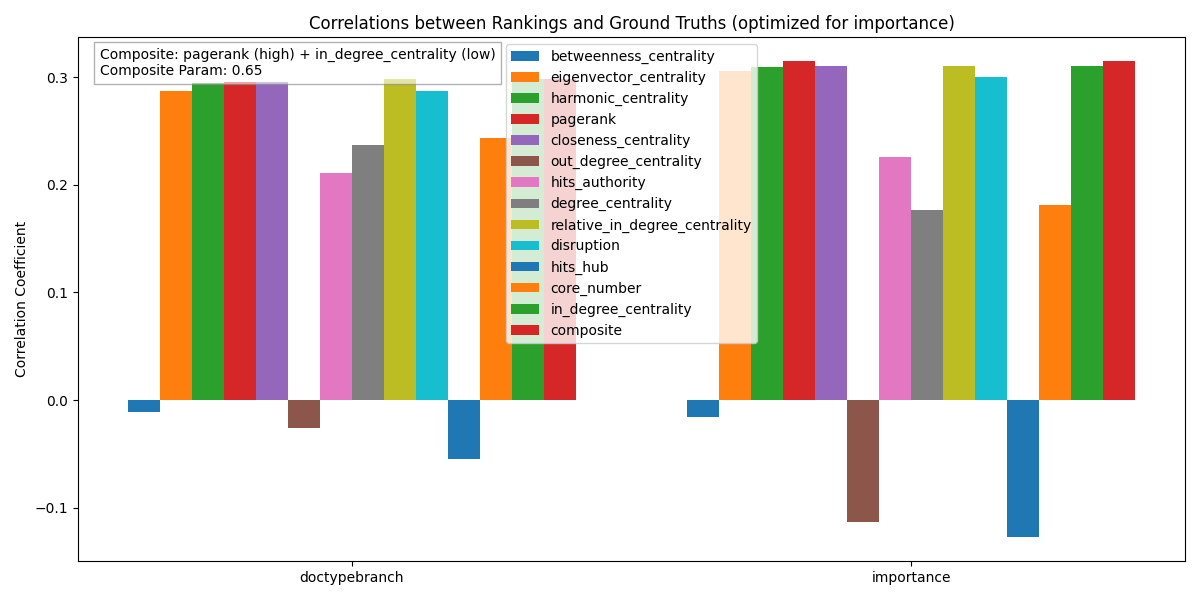 Correlations between Rankings and Ground Truths (optimized for importance)
Composite: pagerank (high) + in_degree_centrality (low)
Composite Param: 0.65
betweenness_centrality
eigenvector_centrality
harmonic_centrality
pagerank
closeness_centrality
out_degree_centrality
hits_authority
degree_centrality
relative_in_degree_centrality
disruption
hits_hub
core_number
in_degree_centrality
composite
Correlation Coefficient
0.3
0.2
0.1
0.0
−0.1
doctypebranch
importance